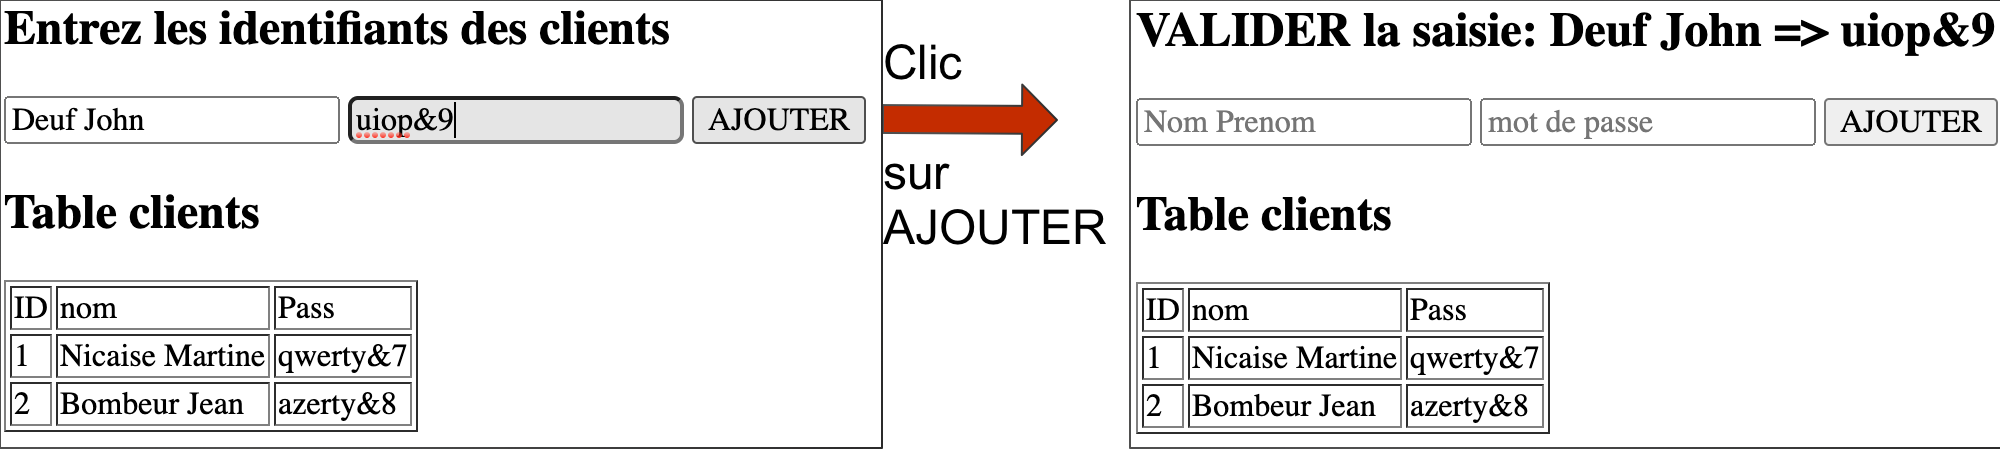 Entrez les identifiants des clients
Deuf John uiop&9 AJOUTER
Table clients
ID nom Pass
1 Nicaise Martine qwerty&7
2 Bombeur Jean azerty&8
Clic
sur
AJOUTER
VALIDER la saisie: Deuf John => uiop&9
Nom Prenom mot de passe AJOUTER
Table clients
ID nom Pass
1 Nicaise Martine qwerty&7
2 Bombeur Jean azerty&8